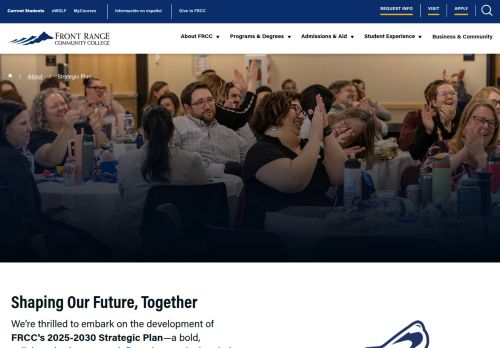 Current Students eWOLF MyCourses Información en español Give to FRCC REQUEST INFO VISIT APPLY
FRONT RANGE
COMMUNITY COLLEGE
About FRCC Programs & Degrees Admissions & Aid Student Experience Business & Community
/ About / Strategic Plan
Shaping Our Future, Together
We're thrilled to embark on the development of
FRCC's 2025-2030 Strategic Plan—a bold,